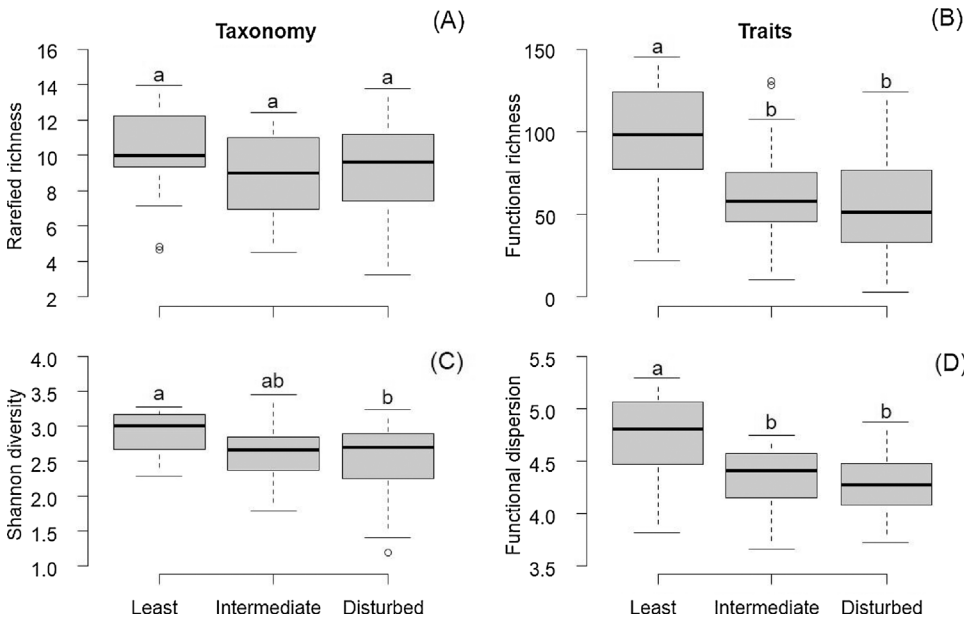 (A)
Taxonomy
16
14
12
10
8
6
4
2
Rarefied richness
a
a
a
(B)
Traits
150
100
50
0
Functional richness
a
b
b
(C)
4.0
3.5
3.0
2.5
2.0
1.5
1.0
Shannon diversity
a
ab
b
Least Intermediate Disturbed
(D)
5.5
5.0
4.5
4.0
3.5
Functional dispersion
a
b
b
Least Intermediate Disturbed